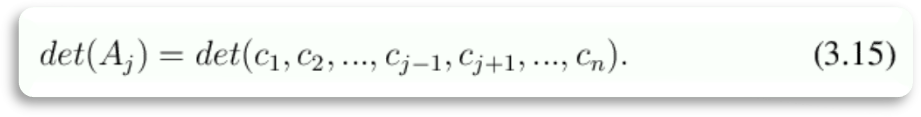 det(A_j) = det(c_1, c_2, ..., c_{j-1}, c_{j+1}, ..., c_n). (3.15)